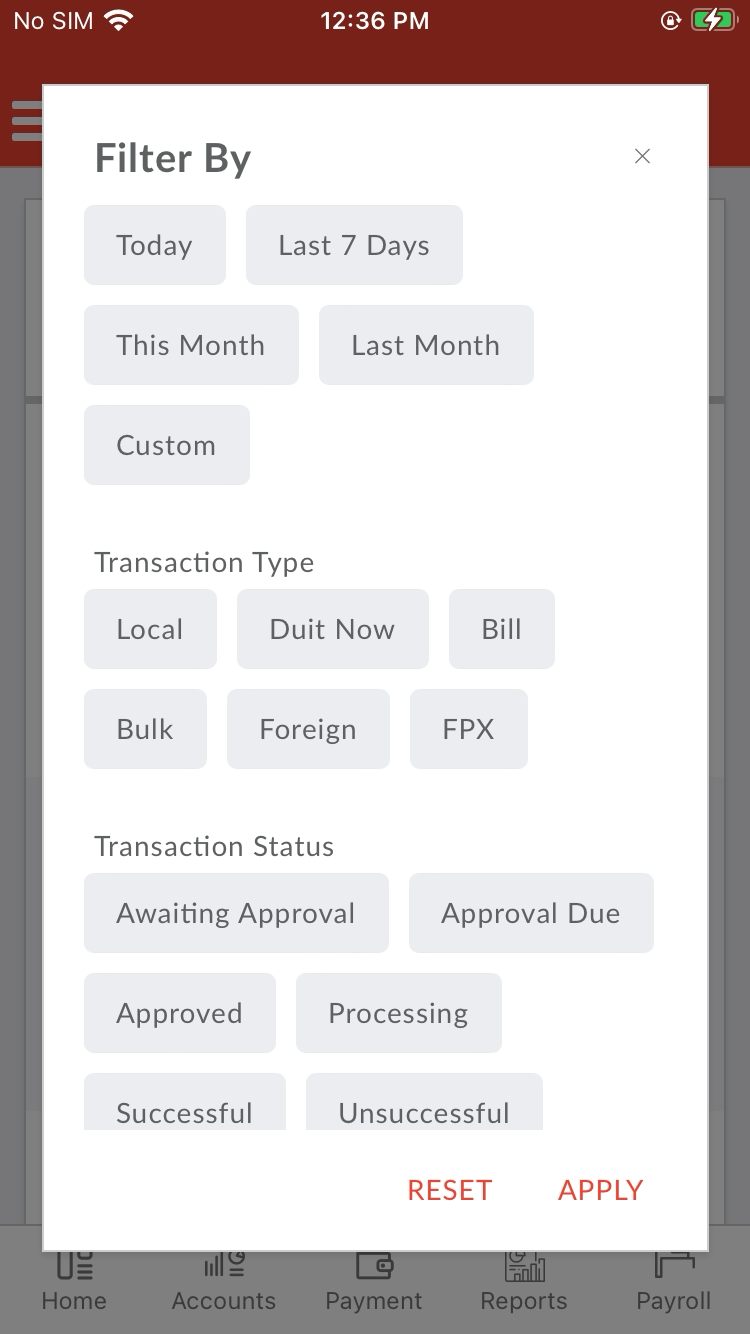 No SIM 12:36 PM
Filter By
Today Last 7 Days
This Month Last Month
Custom
Transaction Type
Local Duit Now Bill
Bulk Foreign FPX
Transaction Status
Awaiting Approval Approval Due
Approved Processing
Successful Unsuccessful
RESET APPLY
Home Accounts Payment Reports Payroll